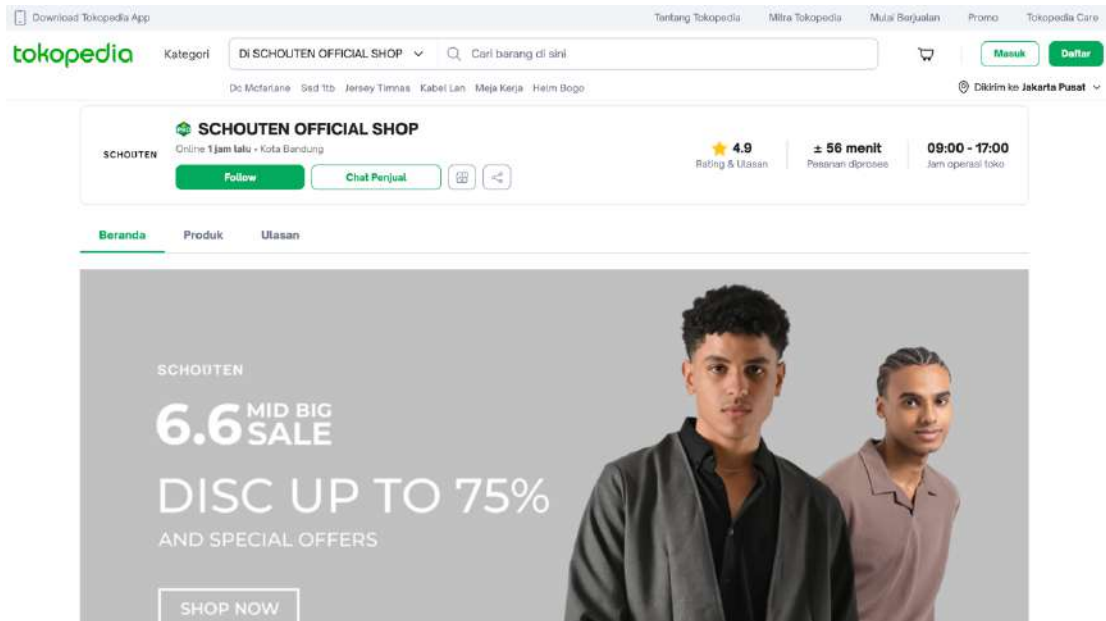 Download Tokopedia App
Tentang Tokopedia Mitra Tokopedia Mulai Berjualan Promo Tokopedia Care
tokopedia Kategori Di SCHOUTEN OFFICIAL SHOP Cari barang di sini Masuk Daftar
Dc Mcfarlane Ssd 1tb Jersey Timnas Kabel Lan Meja Kerja Helm Bogo
Dikirim ke Jakarta Pusat
SCHOUTEN
PRO SCHOUTEN OFFICIAL SHOP
Online 1 jam lalu • Kota Bandung
Follow Chat Penjual
4.9 ± 56 menit 09:00 - 17:00
Rating & Ulasan Pesanan diproses Jam operasi toko
Beranda Produk Ulasan
SCHOUTEN
6.6 MID BIG
SALE
DISC UP TO 75%
AND SPECIAL OFFERS
SHOP NOW